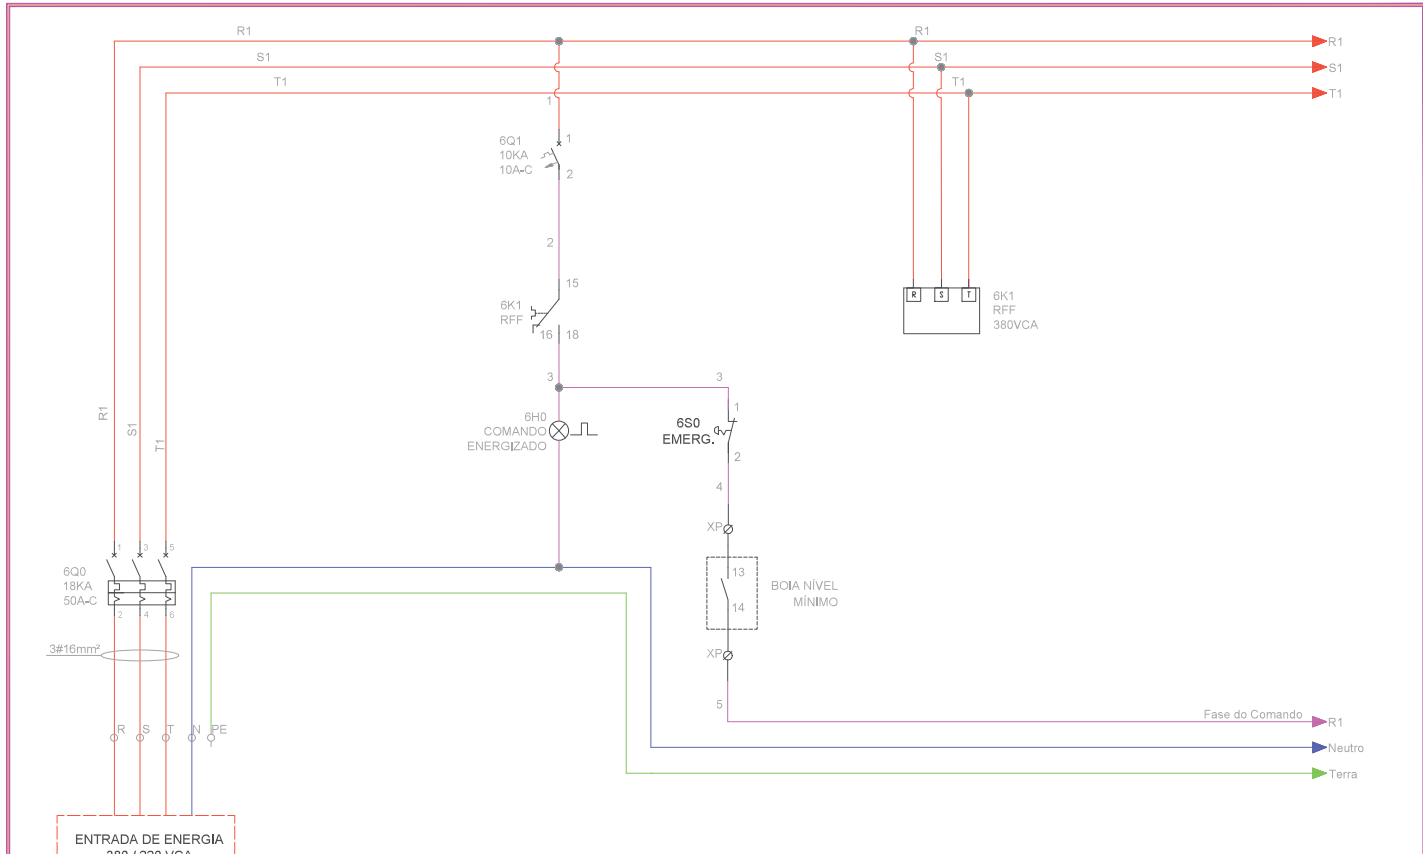 R1
R1
R1
S1
S1
S1
T1
T1
T1
1
6Q1
10KA
10A-C
1
2
2
15
6K1
RFF
16
18
R
S
T
6K1
RFF
380VCA
3
3
R1
S1
T1
6H0
COMANDO
ENERGIZADO
1
6S0
EMERG.
2
4
XP
1
3
5
6Q0
18KA
50A-C
2
4
6
13
14
BOIA NÍVEL
MÍNIMO
3#16mm²
XP
5
R
S
T
N
PE
Fase do Comando
R1
Neutro
Terra
ENTRADA DE ENERGIA
380 / 220 VCA